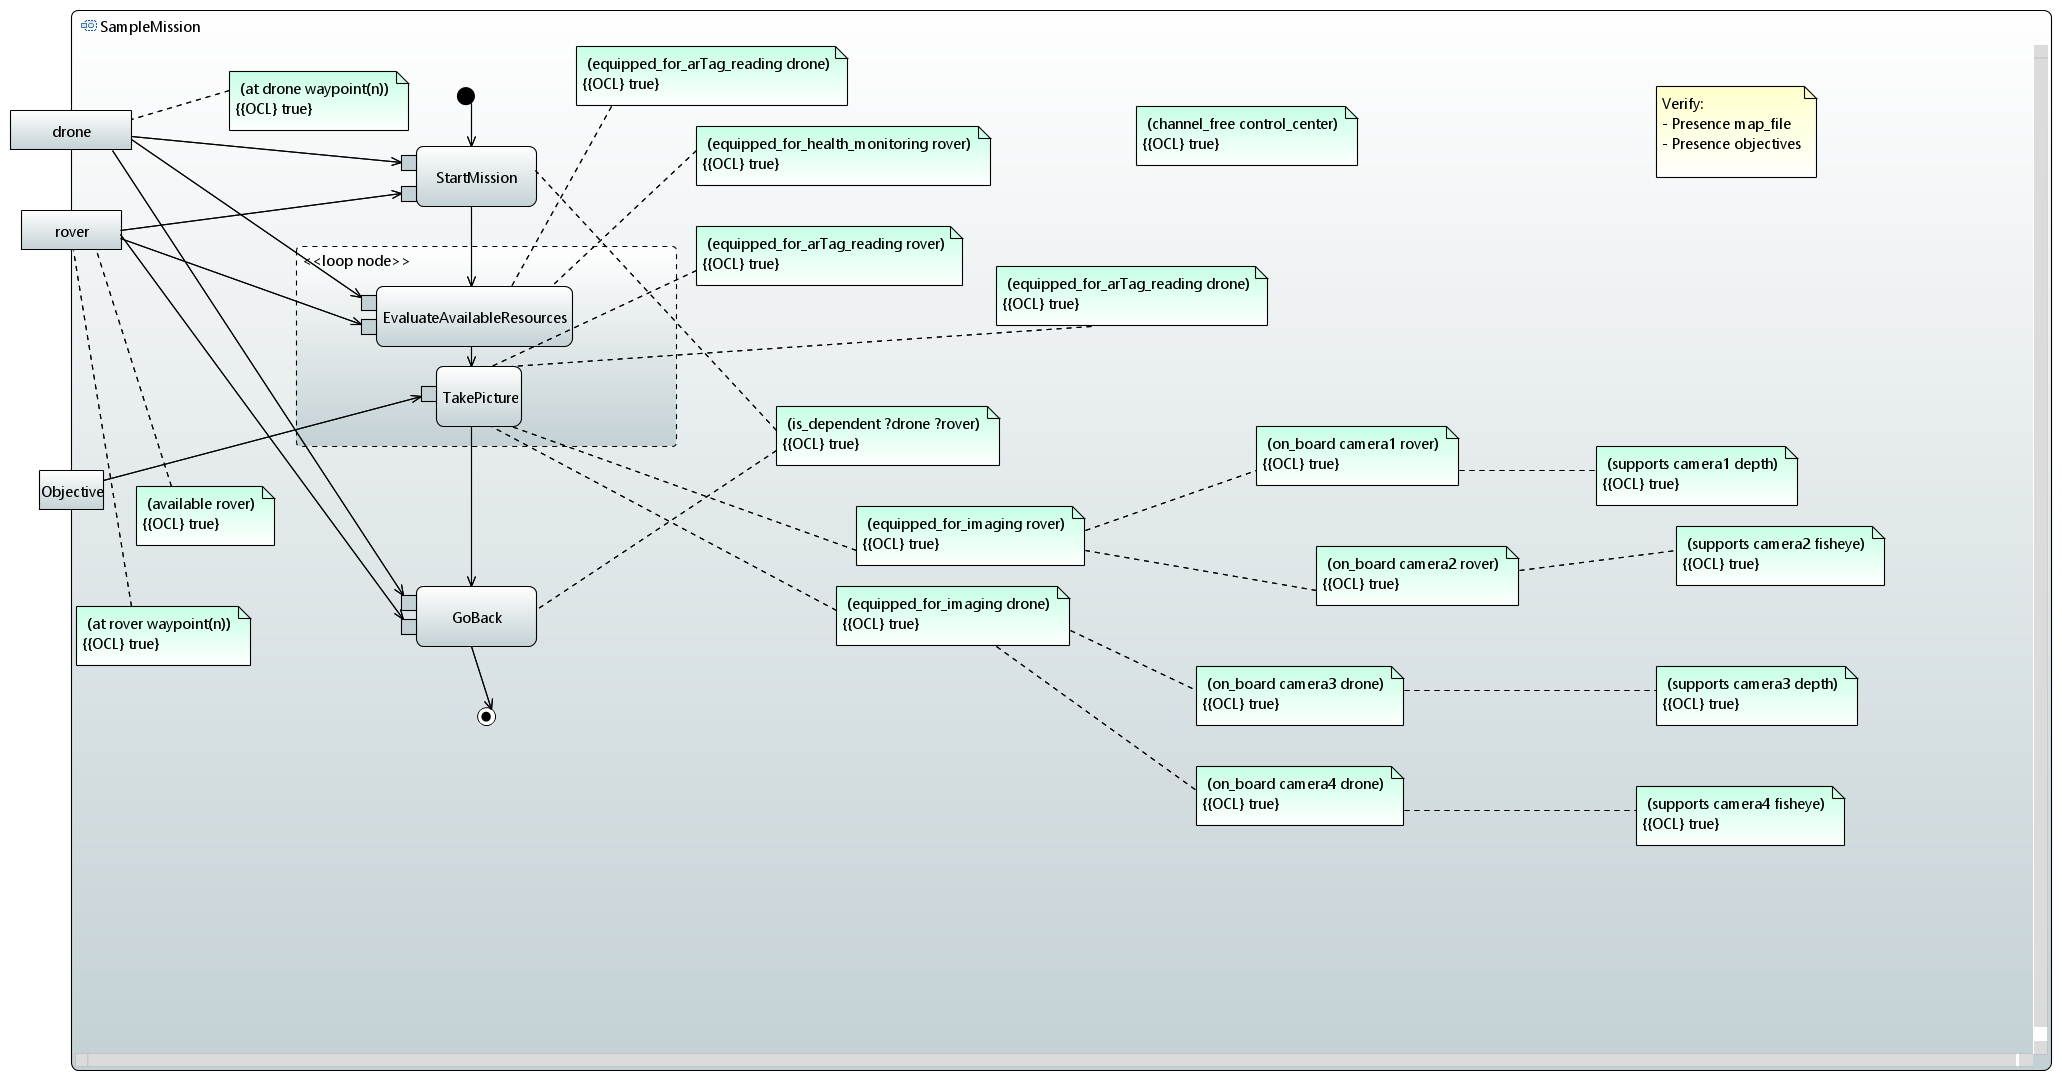 SampleMission
(equipped_for_arTag_reading drone)
{{OCL} true}
(at drone waypoint(n))
{{OCL} true}
Verify:
- Presence map_file
- Presence objectives
(channel_free control_center)
{{OCL} true}
drone
(equipped_for_health_monitoring rover)
{{OCL} true}
StartMission
rover
(equipped_for_arTag_reading rover)
{{OCL} true}
<<loop node>>
(equipped_for_arTag_reading drone)
{{OCL} true}
EvaluateAvailableResources
TakePicture
(is_dependent ?drone ?rover)
{{OCL} true}
(on_board camera1 rover)
{{OCL} true}
(supports camera1 depth)
{{OCL} true}
Objective
(available rover)
{{OCL} true}
(equipped_for_imaging rover)
{{OCL} true}
(supports camera2 fisheye)
{{OCL} true}
(on_board camera2 rover)
{{OCL} true}
(equipped_for_imaging drone)
{{OCL} true}
GoBack
(at rover waypoint(n))
{{OCL} true}
(on_board camera3 drone)
{{OCL} true}
(supports camera3 depth)
{{OCL} true}
(on_board camera4 drone)
{{OCL} true}
(supports camera4 fisheye)
{{OCL} true}